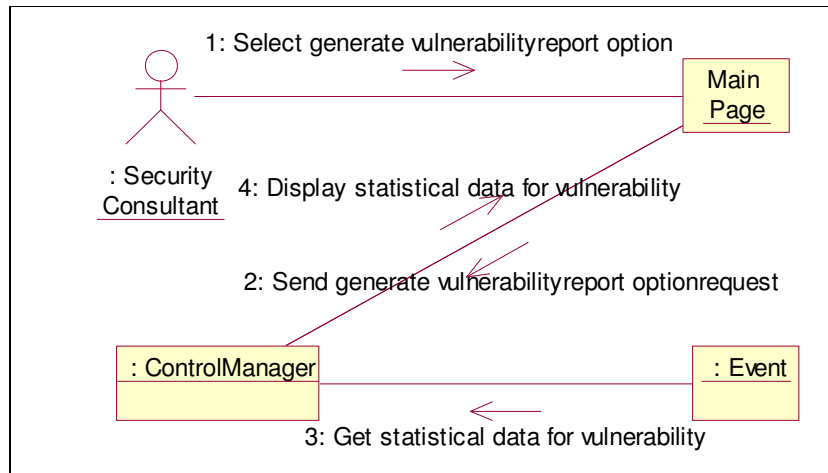 1: Select generate vulnerabilityreport option
Main
Page
: Security
Consultant
4: Display statistical data for vulnerability
2: Send generate vulnerabilityreport optionrequest
: ControlManager
: Event
3: Get statistical data for vulnerability